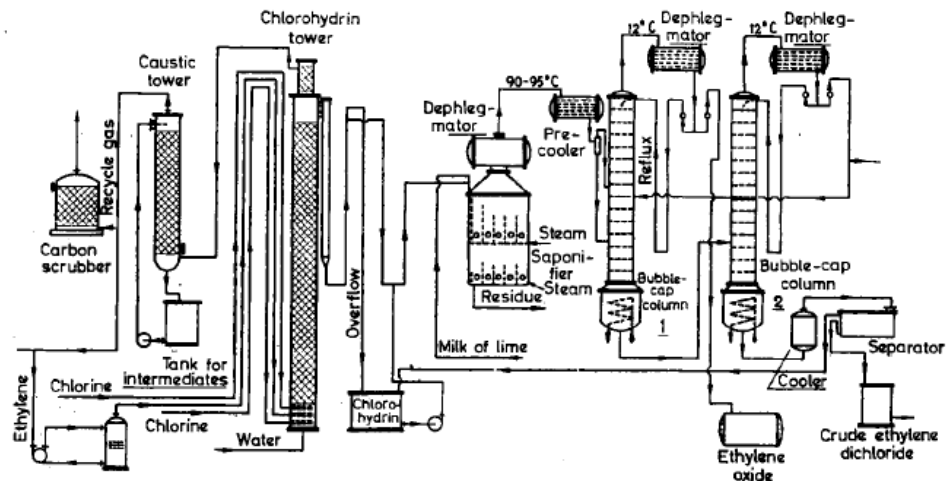 Chlorohydrin
tower
Caustic
tower
Recycle gas
Carbon
scrubber
Tank for
intermediates
Ethylene
Chlorine
Chlorine
Water
Overflow
Chloro-
hydrin
Milk of lime
Dephleg-
mator
90-95°C
Pre-
cooler
Steam
Saponi-
fier
Steam
Residue
12°C
Dephleg-
mator
Reflux
Bubble-cap
column
1
12°C
Dephleg-
mator
Bubble-cap
column
2
Cooler
Separator
Ethylene
oxide
Crude ethylene
dichloride